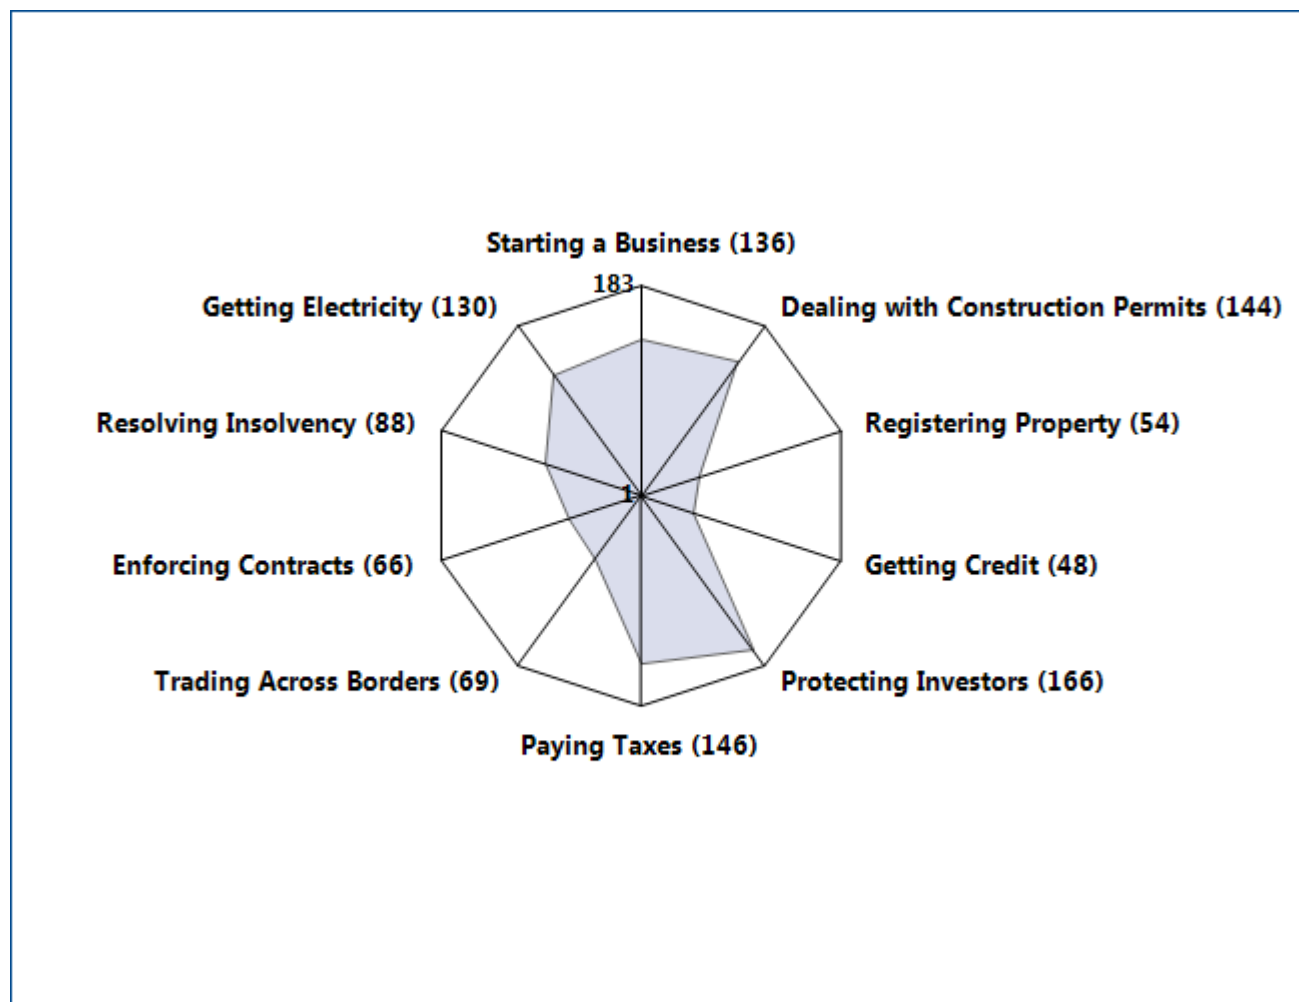 Starting a Business (136)
183
Getting Electricity (130)
Dealing with Construction Permits (144)
Resolving Insolvency (88)
Registering Property (54)
1
Enforcing Contracts (66)
Getting Credit (48)
Trading Across Borders (69)
Protecting Investors (166)
Paying Taxes (146)